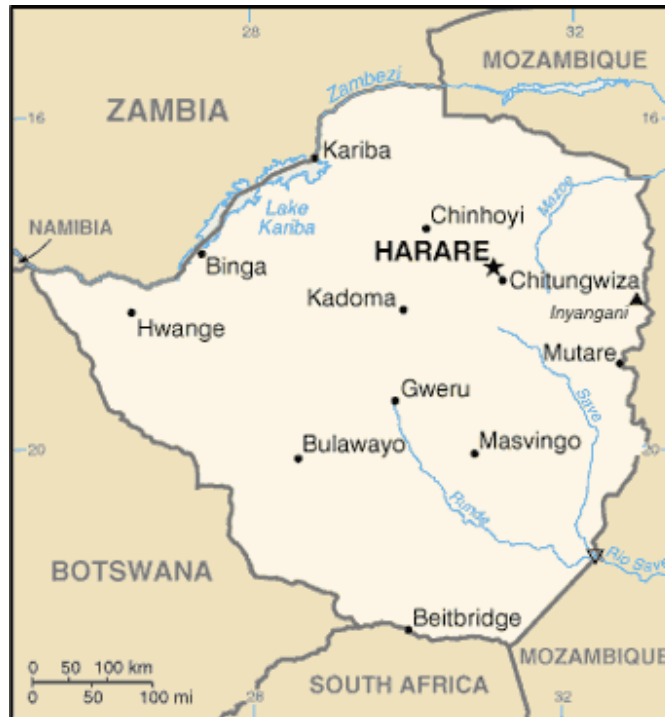 28
32
MOZAMBIQUE
Zambezi
ZAMBIA
16
16
Kariba
Lake
Kariba
Mazoe
Chinhoyi
NAMIBIA
HARARE
Binga
Chitungwiza
Kadoma
Inyangani
Hwange
Mutare
Gweru
Save
Bulawayo
Masvingo
20
20
Runde
Rio Save
BOTSWANA
Beitbridge
MOZAMBIQUE
0 50 100 km
0 50 100 mi
SOUTH AFRICA
28
32